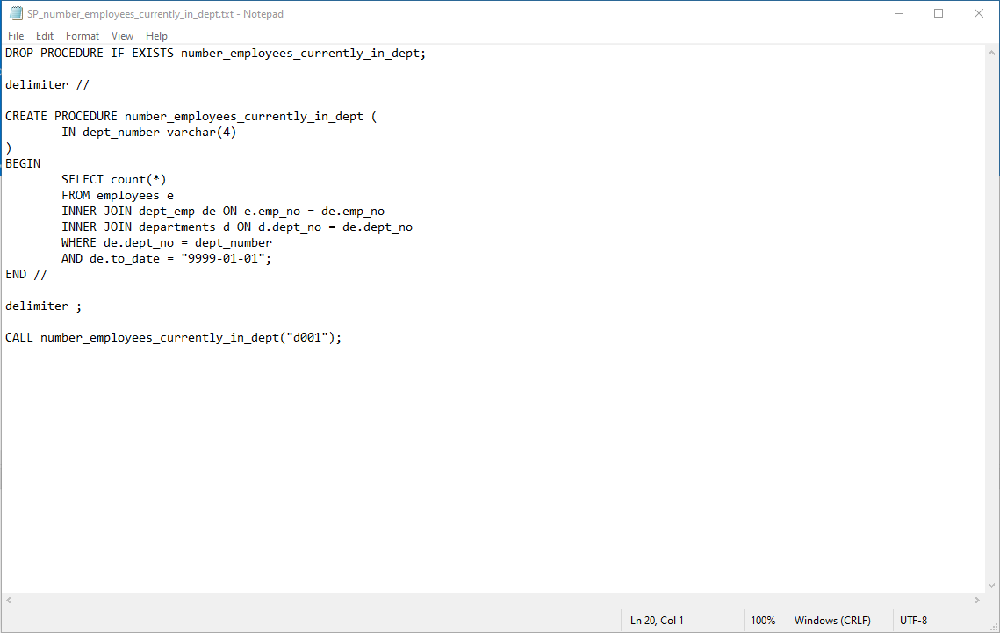 SP_number_employees_currently_in_dept.txt - Notepad
File Edit Format View Help
DROP PROCEDURE IF EXISTS number_employees_currently_in_dept;
delimiter //
CREATE PROCEDURE number_employees_currently_in_dept (
IN dept_number varchar(4)
)
BEGIN
SELECT count(*)
FROM employees e
INNER JOIN dept_emp de ON e.emp_no = de.emp_no
INNER JOIN departments d ON d.dept_no = de.dept_no
WHERE de.dept_no = dept_number
AND de.to_date = "9999-01-01";
END //
delimiter ;
CALL number_employees_currently_in_dept("d001");
Ln 20, Col 1 100% Windows (CRLF) UTF-8